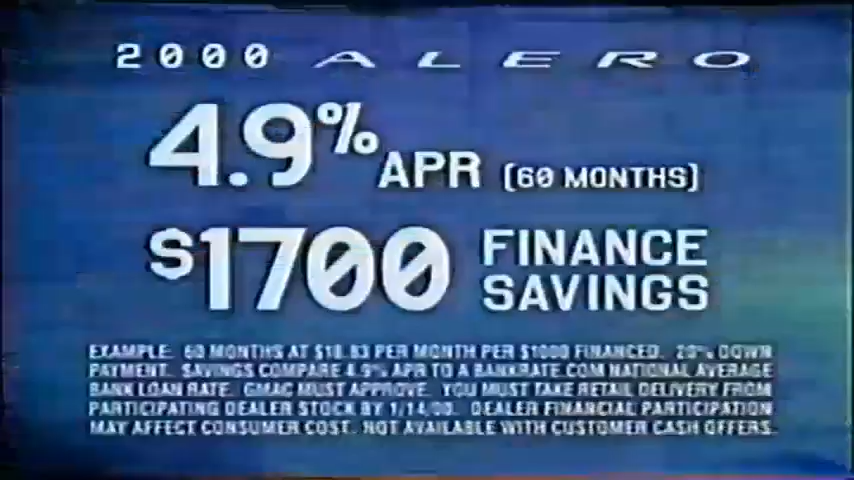 2000 ALERO
4.9% APR (60 MONTHS)
$1700 FINANCE SAVINGS
EXAMPLE: 60 MONTHS AT $18.83 PER MONTH PER $1000 FINANCED. 20% DOWN
PAYMENT. SAVINGS COMPARE 4.9% APR TO A BANKRATE.COM NATIONAL AVERAGE
BANK LOAN RATE. GMAC MUST APPROVE. YOU MUST TAKE RETAIL DELIVERY FROM
PARTICIPATING DEALER STOCK BY 1/14/00. DEALER FINANCIAL PARTICIPATION
MAY AFFECT CONSUMER COST. NOT AVAILABLE WITH CUSTOMER CASH OFFERS.